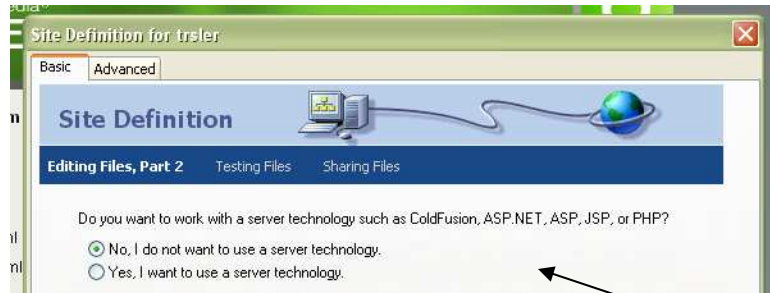 Site Definition for trsler
Basic Advanced
Site Definition
Editing Files, Part 2 Testing Files Sharing Files
Do you want to work with a server technology such as ColdFusion, ASP.NET, ASP, JSP, or PHP?
No, I do not want to use a server technology.
Yes, I want to use a server technology.